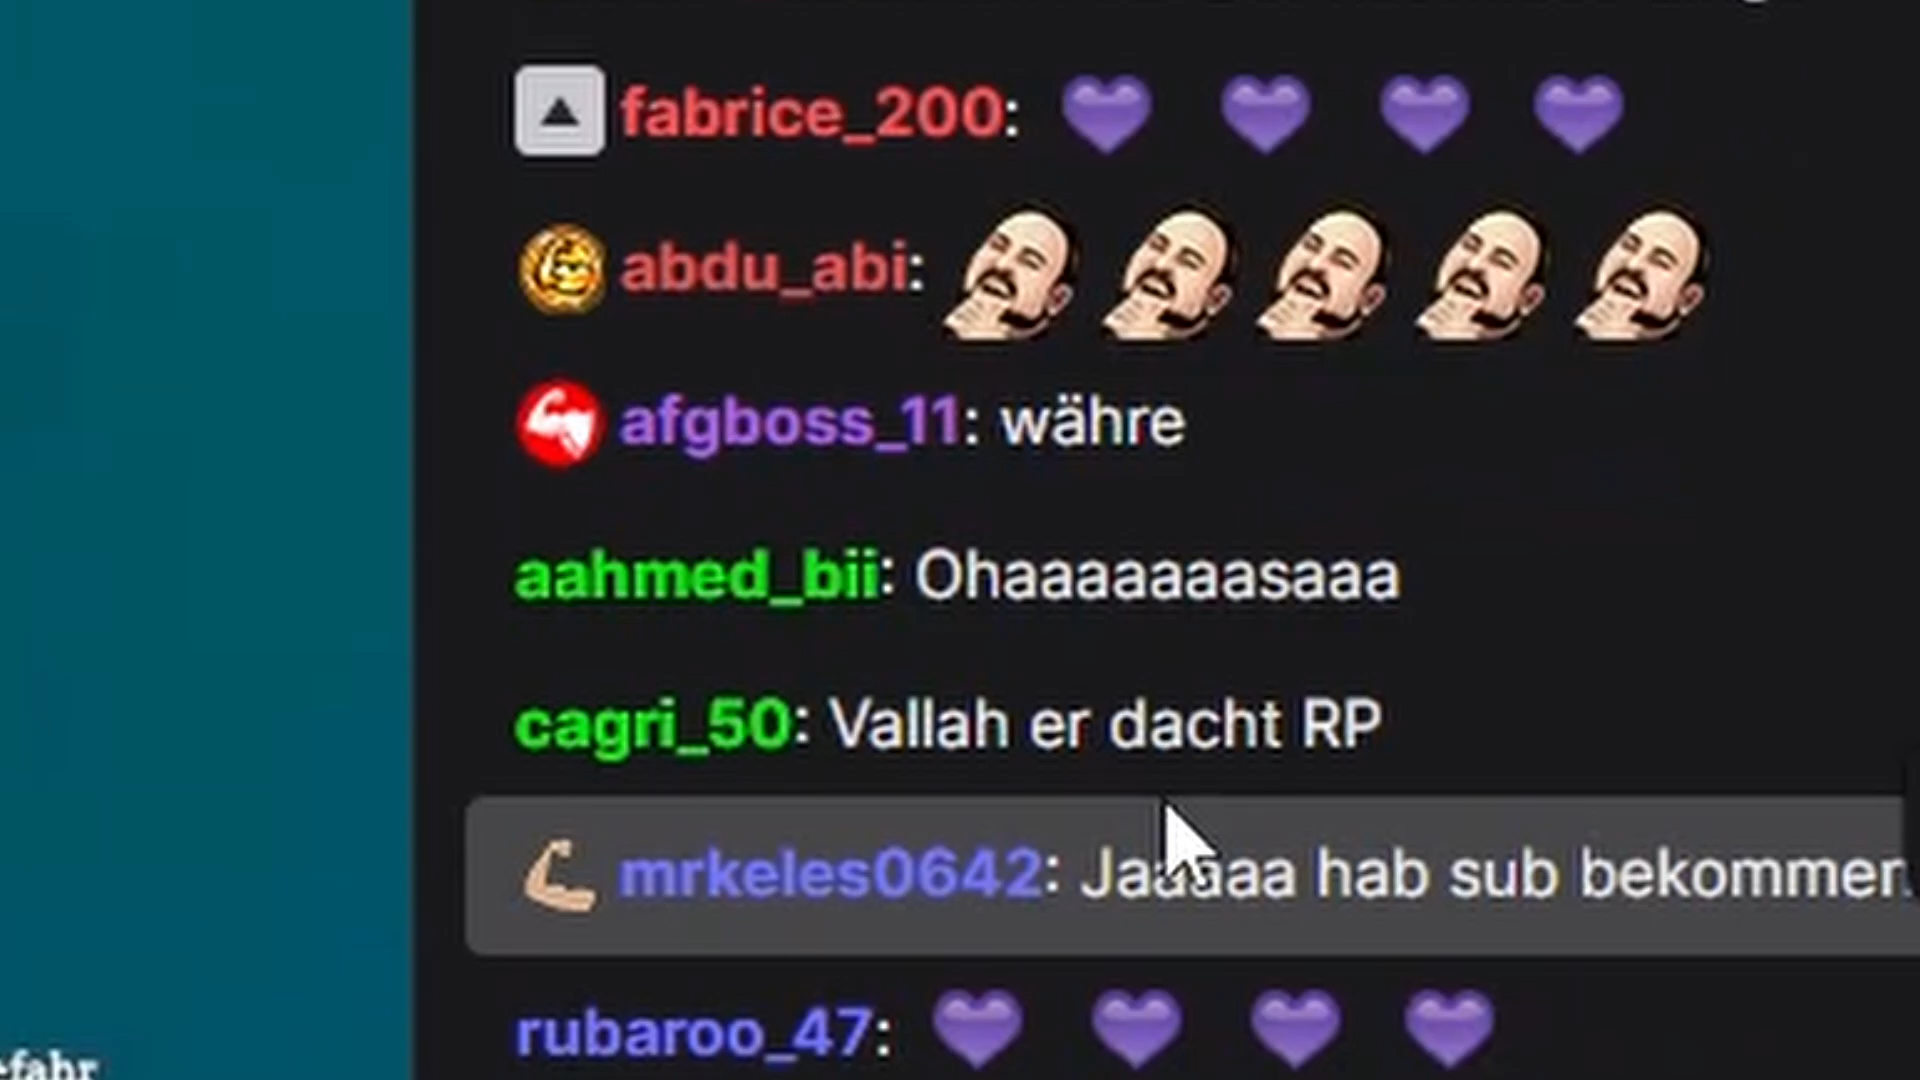 fabrice_200: 💜 💜 💜 💜
abdu_abi:
afgboss_11: währe
aahmed_bii: Ohaaaaaaasaaa
cagri_50: Vallah er dacht RP
mrkeles0642: Jaaaaa hab sub bekommen
rubaroo_47: 💜 💜 💜 💜